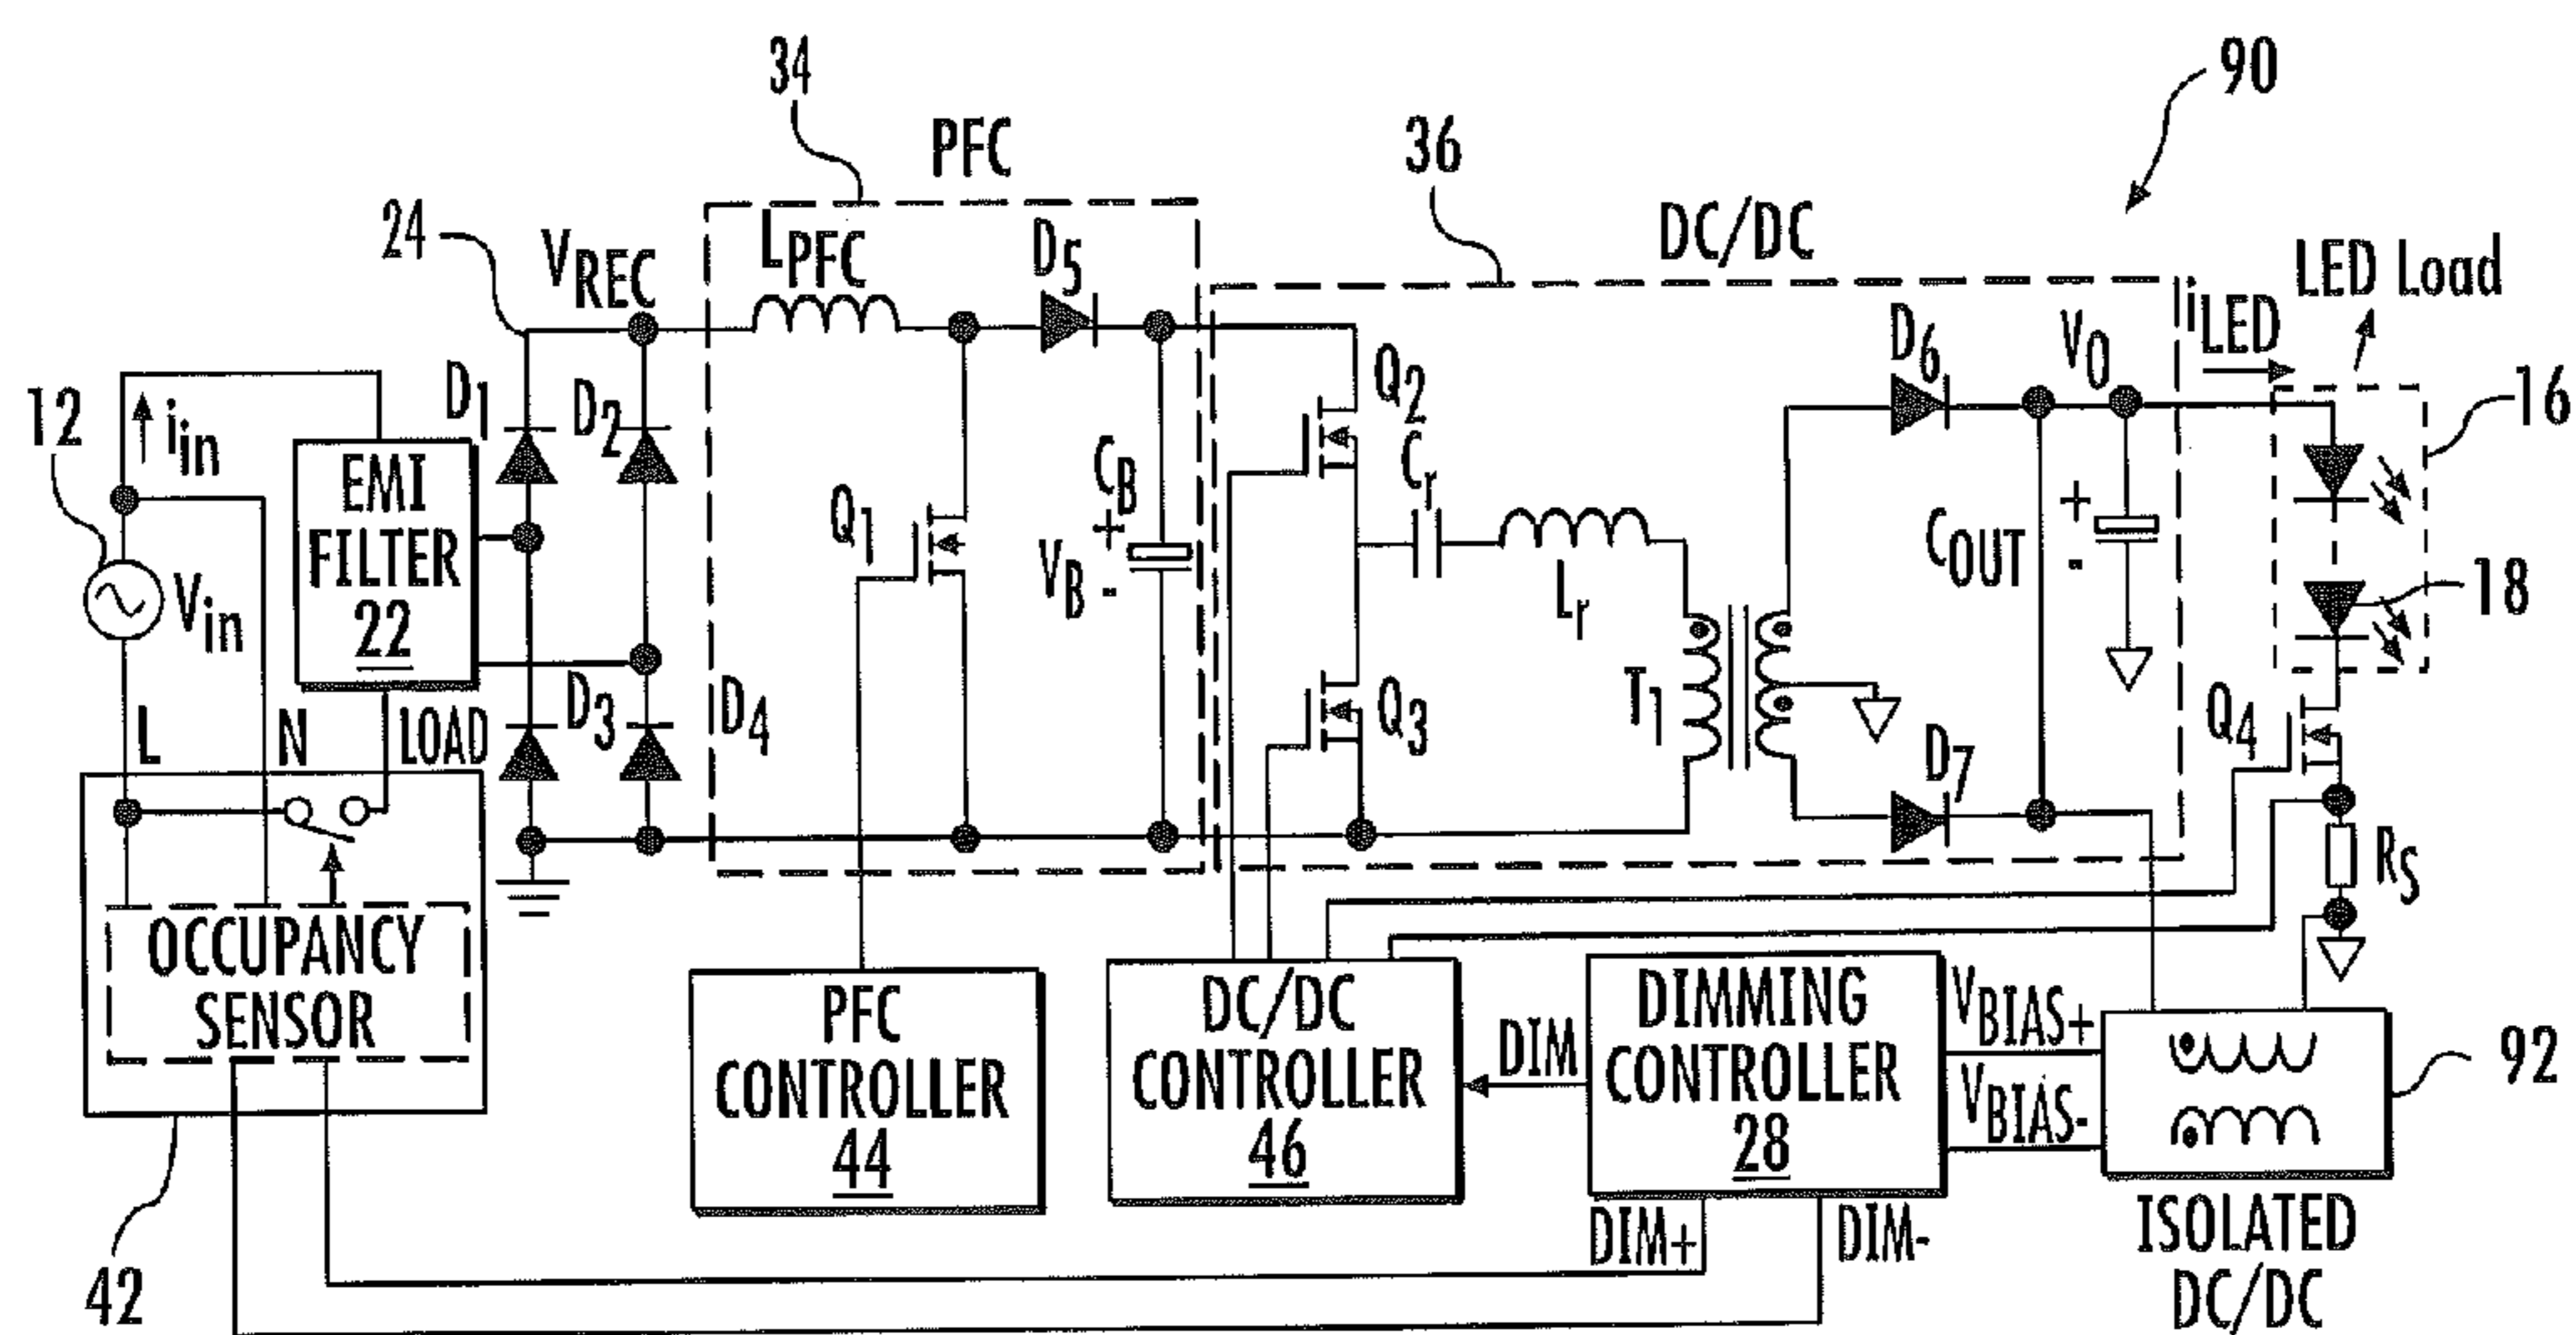 34
90
PFC
36
24
DC/DC
VREC
LPFC
D5
LED Load
iLED
D6
VO
12
iin
D1
D2
Q2
16
EMI
FILTER
22
Q1
CB
+
VB
-
Cr
Lr
COUT
+
-
18
Vin
L
N
LOAD
D3
D4
Q3
T1
Q4
D7
RS
OCCUPANCY
SENSOR
PFC
CONTROLLER
44
DC/DC
CONTROLLER
46
DIM
DIMMING
CONTROLLER
28
VBIAS+
VBIAS-
92
DIM+
DIM-
ISOLATED
DC/DC
42